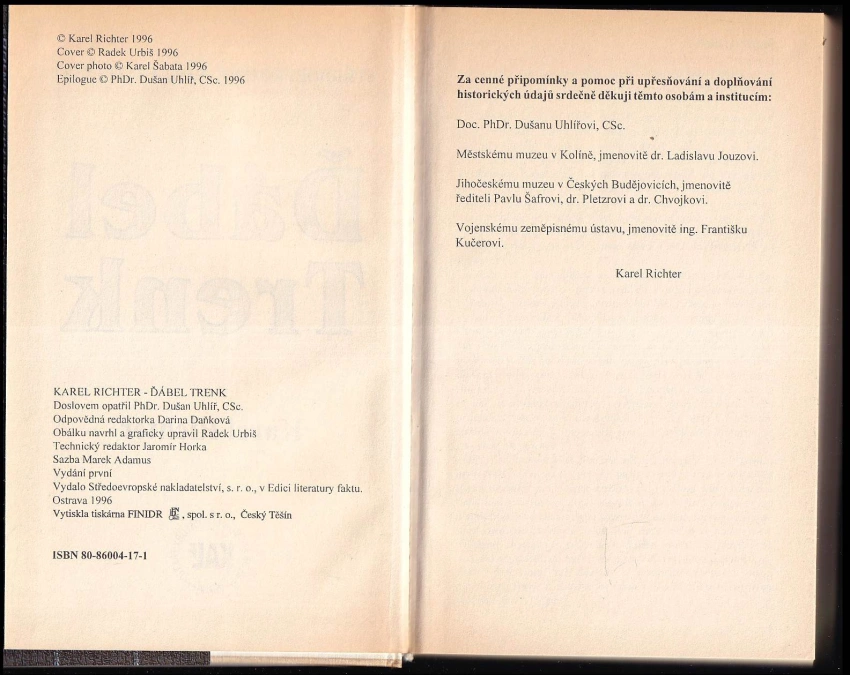 © Karel Richter 1996
Cover © Radek Urbiš 1996
Cover photo © Karel Šabata 1996
Epilogue © PhDr. Dušan Uhlíř, CSc. 1996
KAREL RICHTER - ĎÁBEL TRENK
Doslovem opatřil PhDr. Dušan Uhlíř, CSc.
Odpovědná redaktorka Darina Daňková
Obálku navrhl a graficky upravil Radek Urbiš
Technický redaktor Jaromír Horka
Sazba Marek Adamus
Vydání první
Vydalo Středoevropské nakladatelství, s. r. o., v Edici literatury faktu.
Ostrava 1996
Vytiskla tiskárna FINIDR , spol. s r. o., Český Těšín
ISBN 80-86004-17-1
Za cenné připomínky a pomoc při upřesňování a doplňování
historických údajů srdečně děkuji těmto osobám a institucím:
Doc. PhDr. Dušanu Uhlířovi, CSc.
Městskému muzeu v Kolíně, jmenovitě dr. Ladislavu Jouzovi.
Jihočeskému muzeu v Českých Budějovicích, jmenovitě
řediteli Pavlu Šafrovi, dr. Pletzrovi a dr. Chvojkovi.
Vojenskému zeměpisnému ústavu, jmenovitě ing. Františku
Kučerovi.
Karel Richter